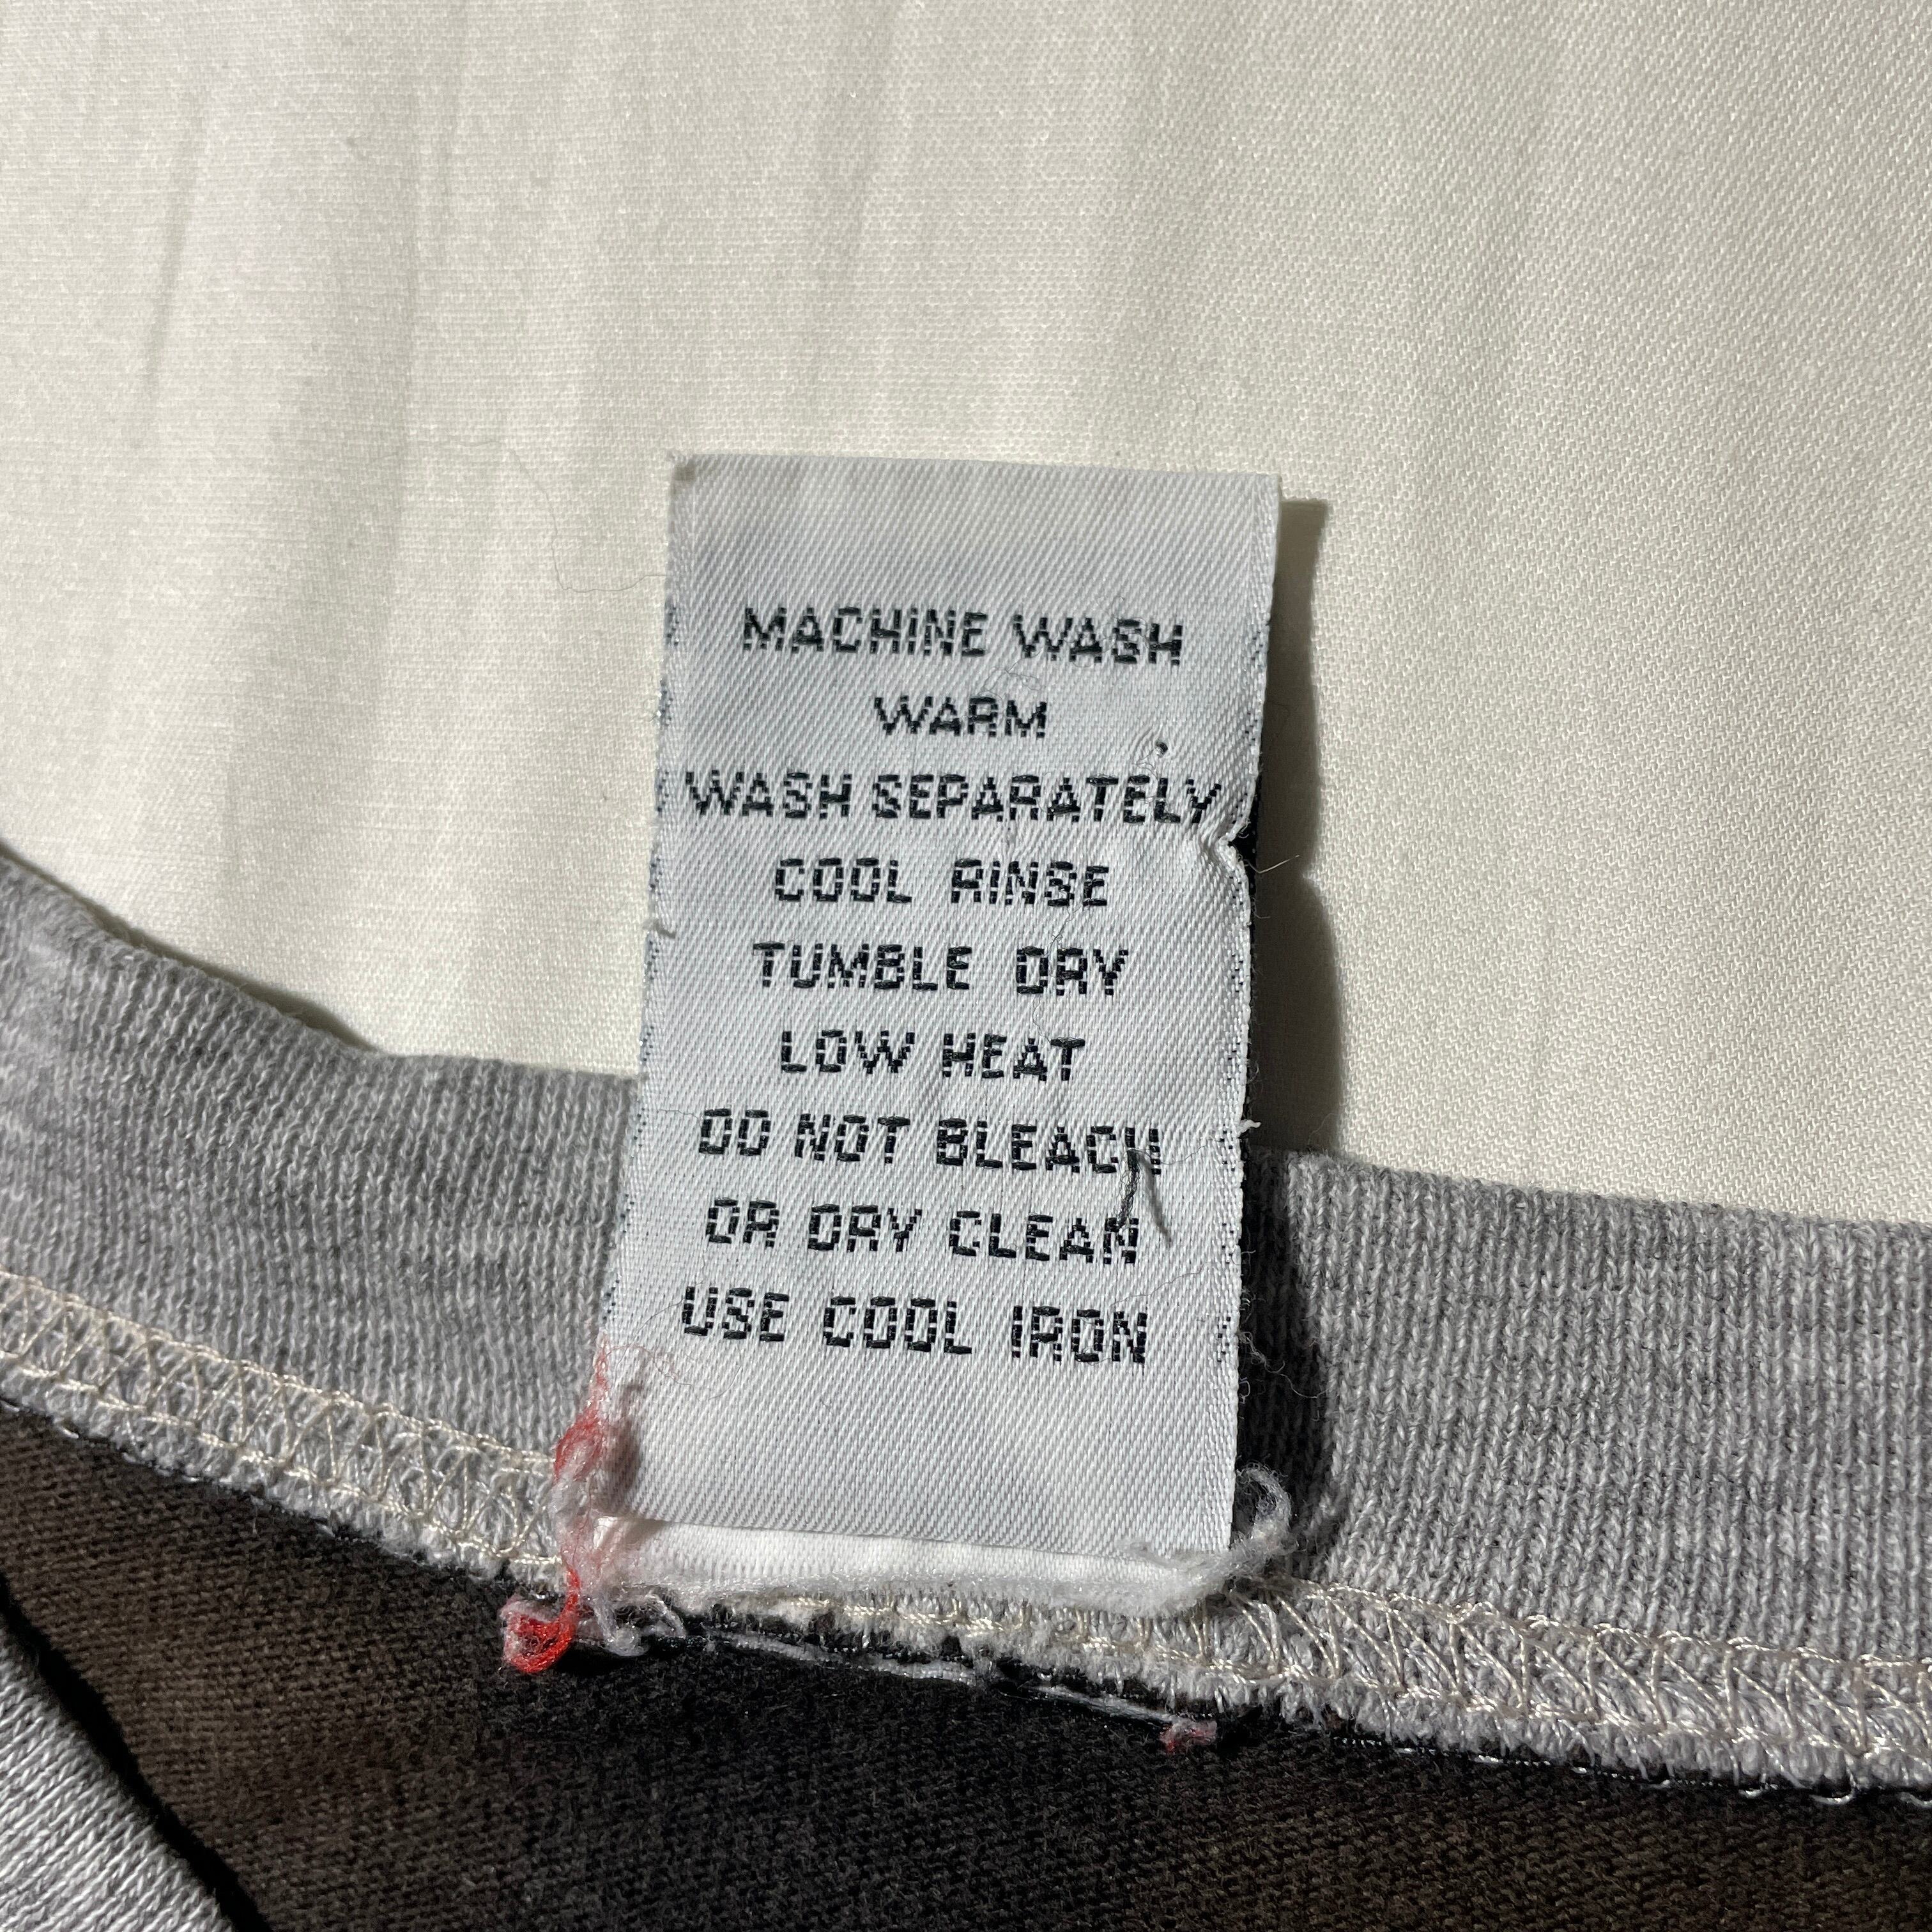 MACHINE WASH
WARM
WASH SEPARATELY
COOL RINSE
TUMBLE DRY
LOW HEAT
DO NOT BLEACH
OR DRY CLEAN
USE COOL IRON